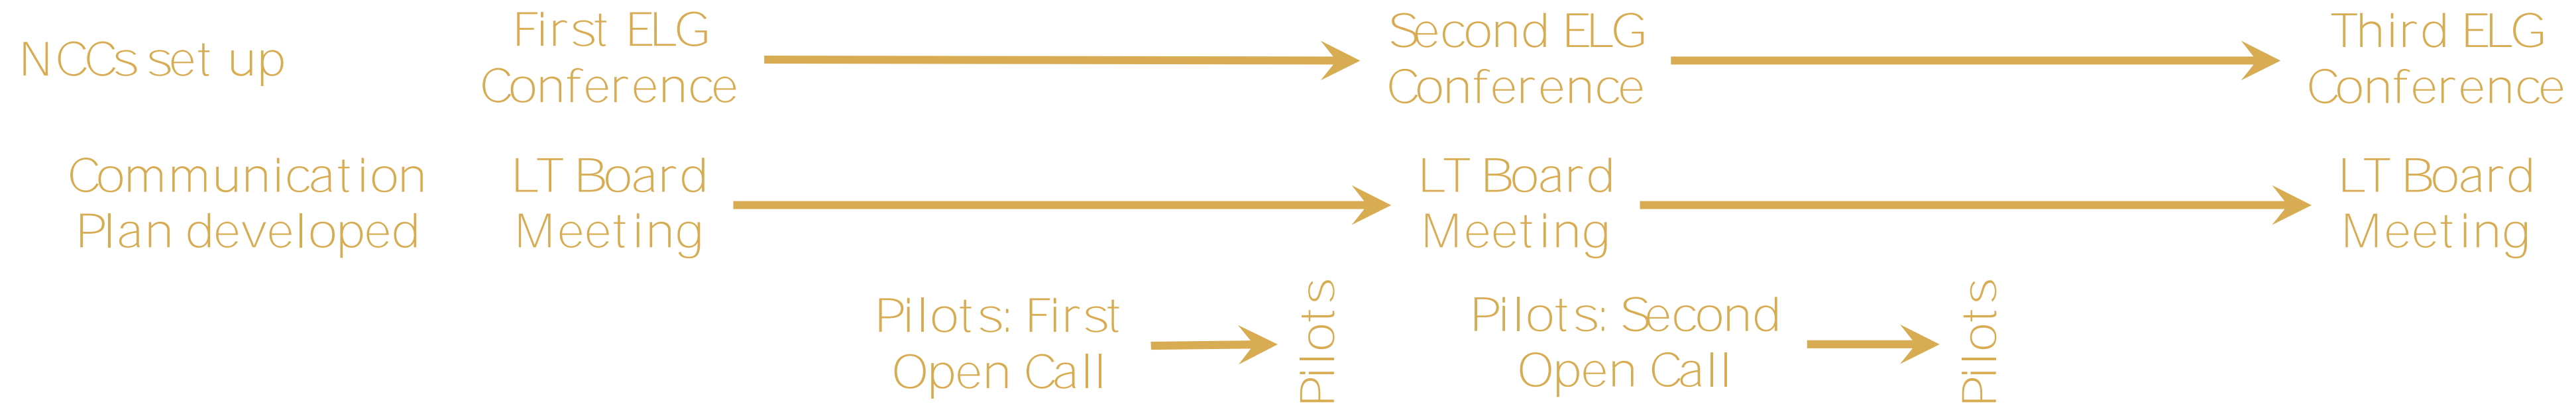 NCCs set up
First ELG
Conference
Second ELG
Conference
Third ELG
Conference
Communication
Plan developed
LT Board
Meeting
LT Board
Meeting
LT Board
Meeting
Pilots: First
Open Call
Pilots
Pilots: Second
Open Call
Pilots